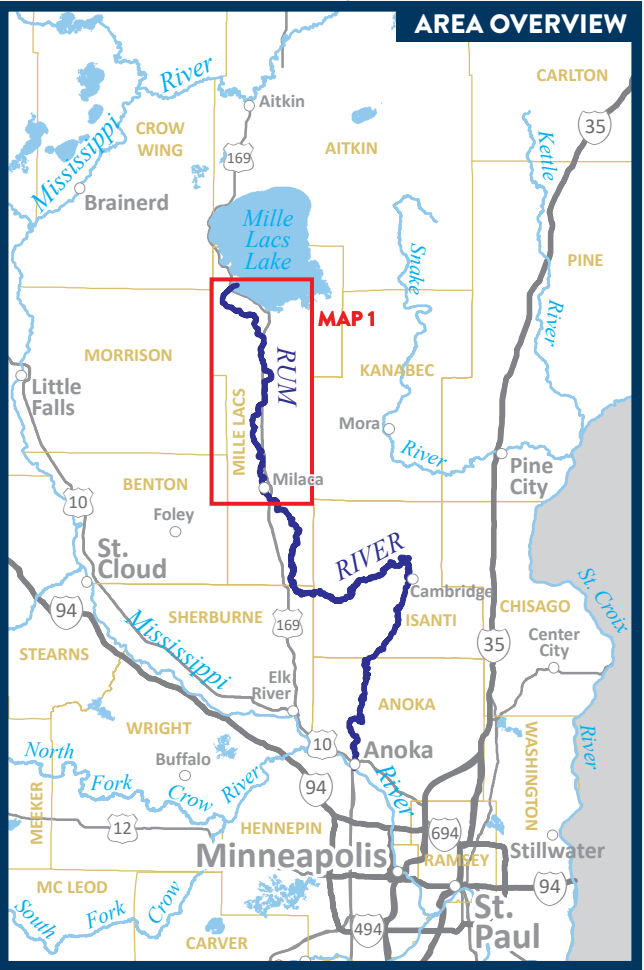 AREA OVERVIEW
CARLTON
River
Aitkin
35
CROW
WING
AITKIN
169
Kettle
Mississippi
Brainerd
Mille
Lacs
Lake
Snake
PINE
River
MAP 1
MORRISON
RUM
KANABEC
Little
Falls
MILLE LACS
Mora
River
Pine
City
Milaca
BENTON
10
Foley
St.
Cloud
RIVER
Cambridge
St. Croix
94
SHERBURNE
169
ISANTI
CHISAGO
Mississippi
35
Center
City
STEARNS
Elk
River
ANOKA
WRIGHT
10
Anoka
WASHINGTON
River
North
Fork
Crow
River
Buffalo
94
River
MEEKER
12
HENNEPIN
694
Stillwater
Minneapolis
RAMSEY
94
MC LEOD
St.
Paul
South
Fork
Crow
494
CARVER